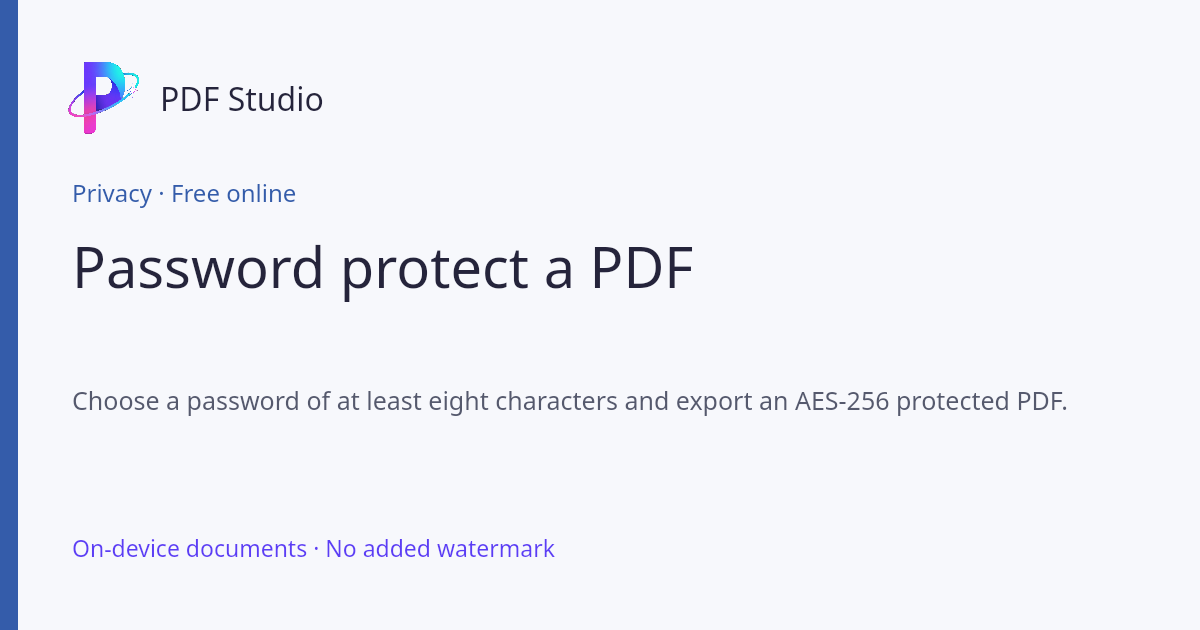 PDF Studio
Privacy · Free online
Password protect a PDF
Choose a password of at least eight characters and export an AES-256 protected PDF.
On-device documents · No added watermark